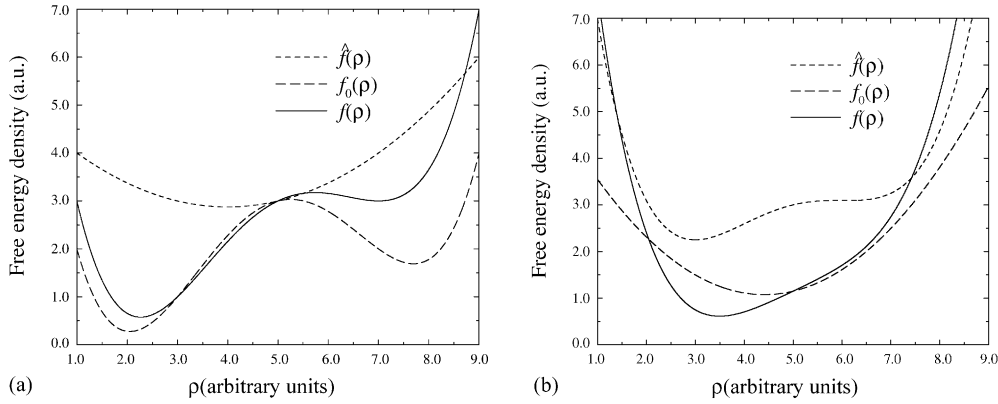 7.0
6.0
5.0
4.0
3.0
2.0
1.0
0.0
Free energy density (a.u.)
f̂(ρ)
f₀(ρ)
f(ρ)
1.0 2.0 3.0 4.0 5.0 6.0 7.0 8.0 9.0
(a) ρ(arbitrary units)
7.0
6.0
5.0
4.0
3.0
2.0
1.0
0.0
Free energy density (a.u.)
f̂(ρ)
f₀(ρ)
f(ρ)
1.0 2.0 3.0 4.0 5.0 6.0 7.0 8.0 9.0
(b) ρ(arbitrary units)